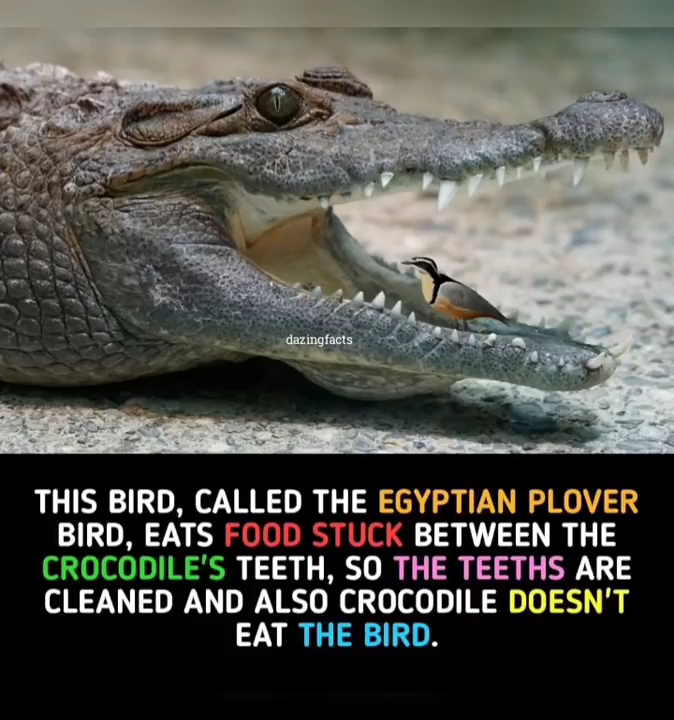 dazingfacts
THIS BIRD, CALLED THE EGYPTIAN PLOVER
BIRD, EATS FOOD STUCK BETWEEN THE
CROCODILE'S TEETH, SO THE TEETHS ARE
CLEANED AND ALSO CROCODILE DOESN'T
EAT THE BIRD.